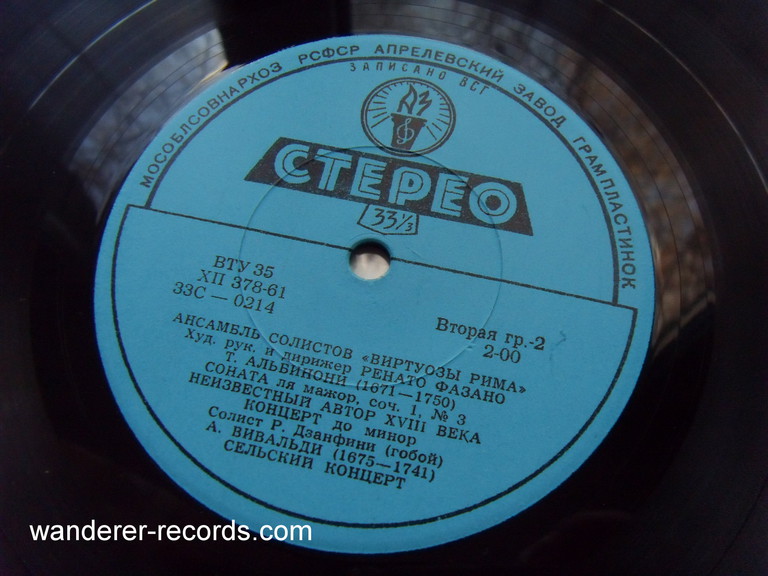 МОСОБЛСОВНАРХОЗ РСФСР АПРЕЛЕВСКИЙ ЗАВОД ГРАМПЛАСТИНОК
ЗАПИСАНО ВСГ
СТЕРЕО
33⅓
ВТУ 35
ХП 378-61
33С — 0214
Вторая гр.-2
2-00
АНСАМБЛЬ СОЛИСТОВ «ВИРТУОЗЫ РИМА»
Худ. рук. и дирижер РЕНАТО ФАЗАНО
Т. АЛЬБИНОНИ (1671—1750)
СОНАТА ля мажор, соч. 1, № 3
НЕИЗВЕСТНЫЙ АВТОР XVIII ВЕКА
КОНЦЕРТ до минор
Солист Р. Дзанфини (гобой)
А. ВИВАЛЬДИ (1675—1741)
СЕЛЬСКИЙ КОНЦЕРТ
wanderer-records.com